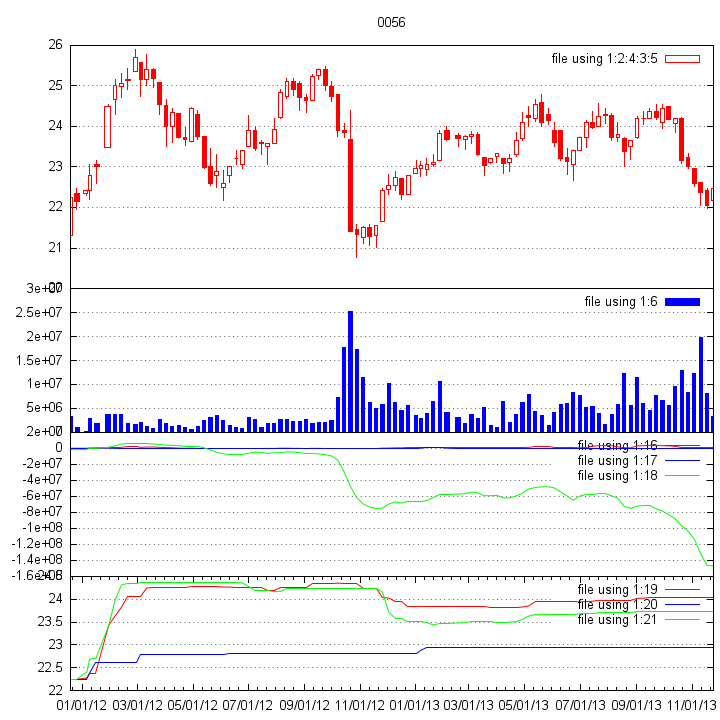 0056
26
file using 1:2:4:3:5
25
24
23
22
21
3e+07
file using 1:6
2.5e+07
2e+07
1.5e+07
1e+07
5e+06
2e+07
file using 1:16
0
file using 1:17
-2e+07
file using 1:18
-4e+07
-6e+07
-8e+07
-1e+08
-1.2e+08
-1.4e+08
file using 1:19
24
file using 1:20
23.5
file using 1:21
23
22.5
22
01/01/12 03/01/12 05/01/12 07/01/12 09/01/12 11/01/12 01/01/13 03/01/13 05/01/13 07/01/13 09/01/13 11/01/13